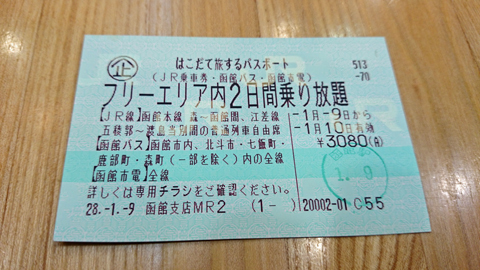 企 はこだて旅するパスポート 513
(JR乗車券・函館バス・函館市電) -70
フリーエリア内2日間乗り放題
【JR線】函館本線 森～函館間、江差線 -1月-9日から
五稜郭～渡島当別間の普通列車自由席 -1月10日有効
【函館バス】函館市内、北斗市・七飯町・ ¥3080(合)
鹿部町・森町(一部を除く)内の全線
【函館市電】全線
詳しくは専用チラシをご確認ください。
28.-1.-9 函館支店MR2 (1-) 20002-01 055